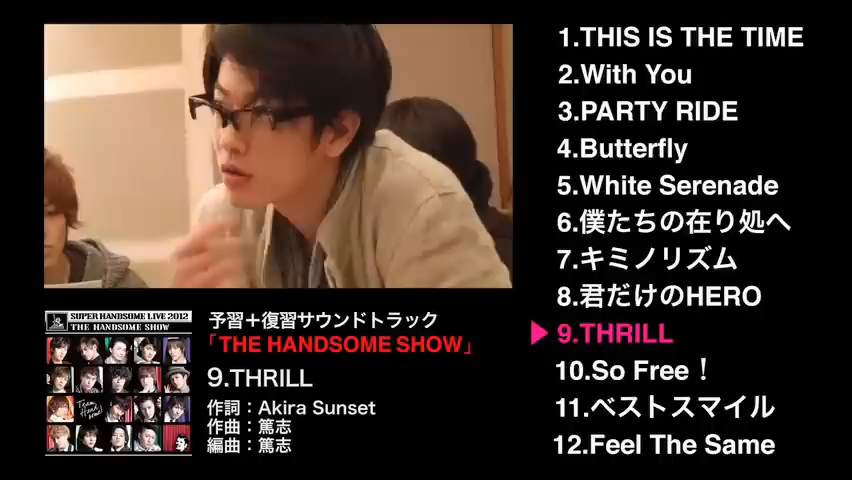 SUPER HANDSOME LIVE 2012
THE HANDSOME SHOW
Team Hand some!
予習＋復習サウンドトラック
「THE HANDSOME SHOW」
9.THRILL
作詞：Akira Sunset
作曲：篤志
編曲：篤志
1.THIS IS THE TIME
2.With You
3.PARTY RIDE
4.Butterfly
5.White Serenade
6.僕たちの在り処へ
7.キミノリズム
8.君だけのHERO
9.THRILL
10.So Free！
11.ベストスマイル
12.Feel The Same